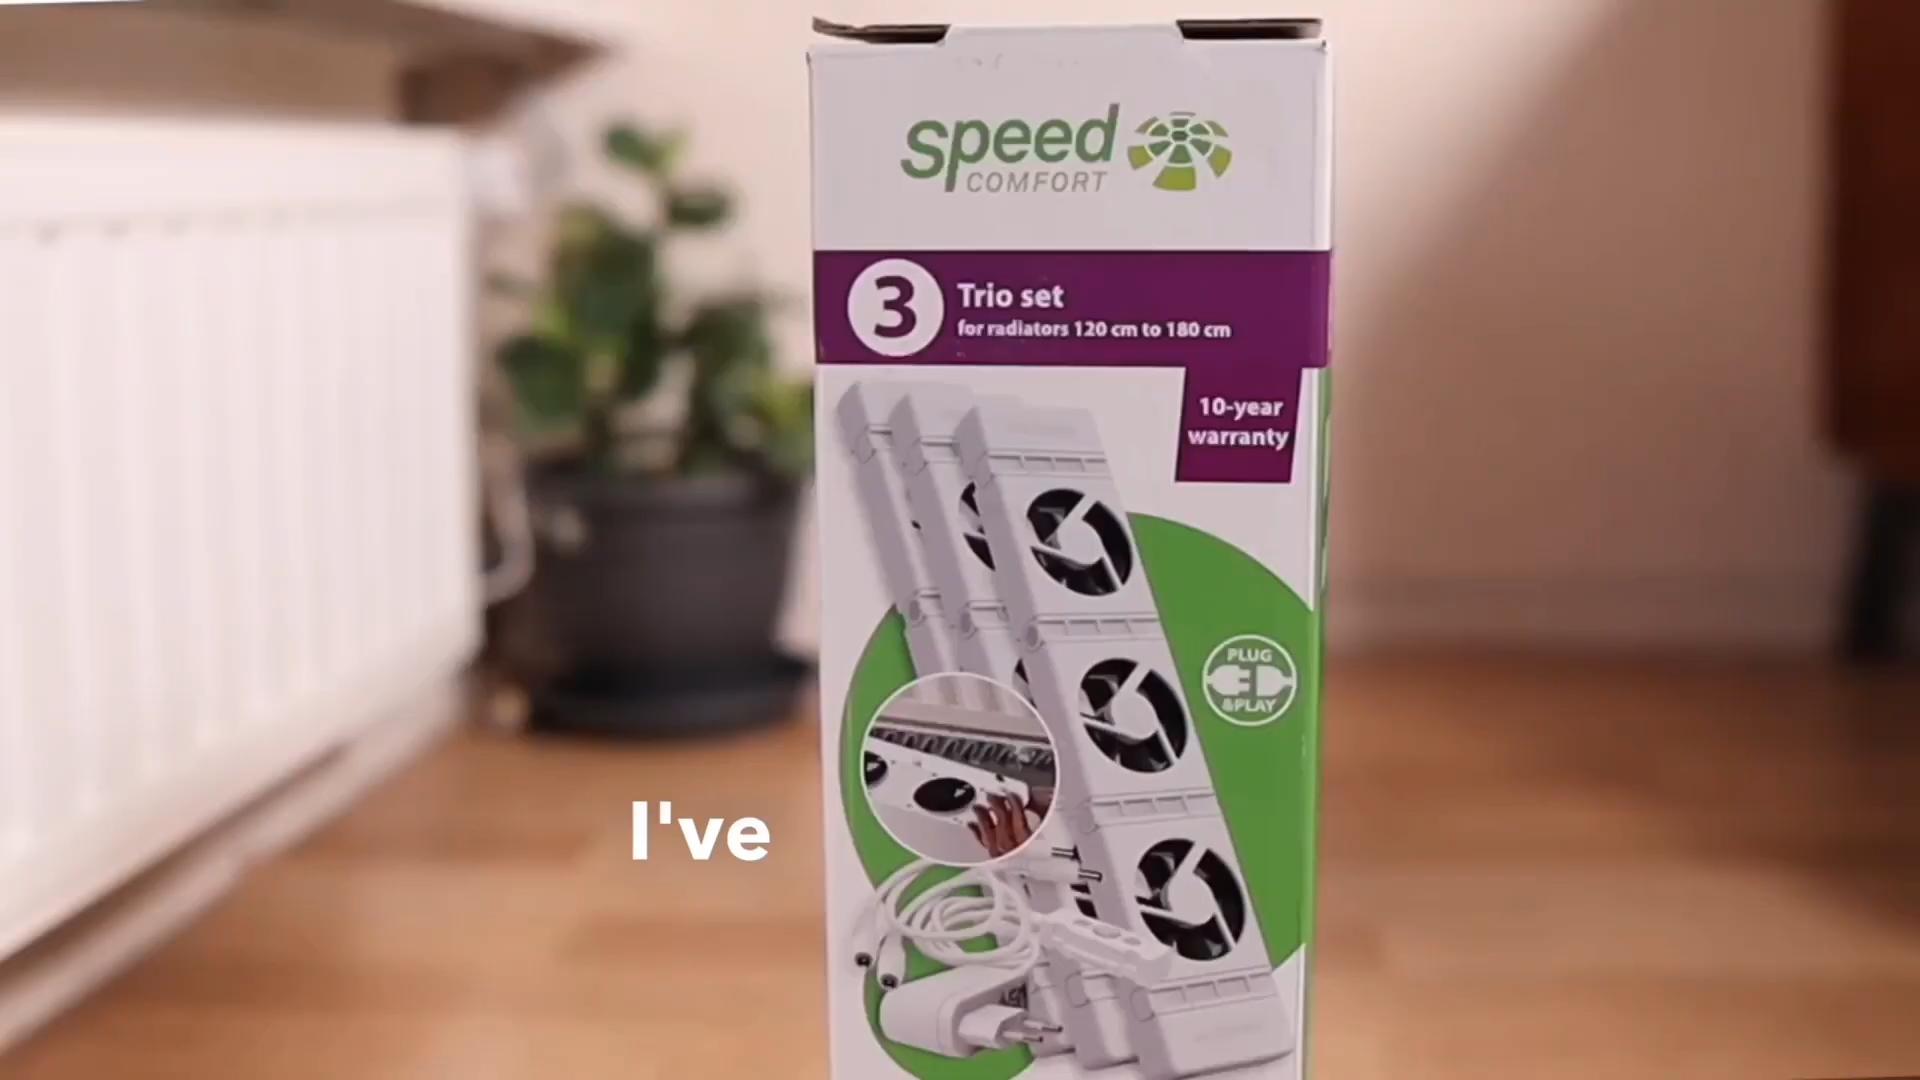 speed
COMFORT
3
Trio set
for radiators 120 cm to 180 cm
10-year
warranty
PLUG
&PLAY
I've